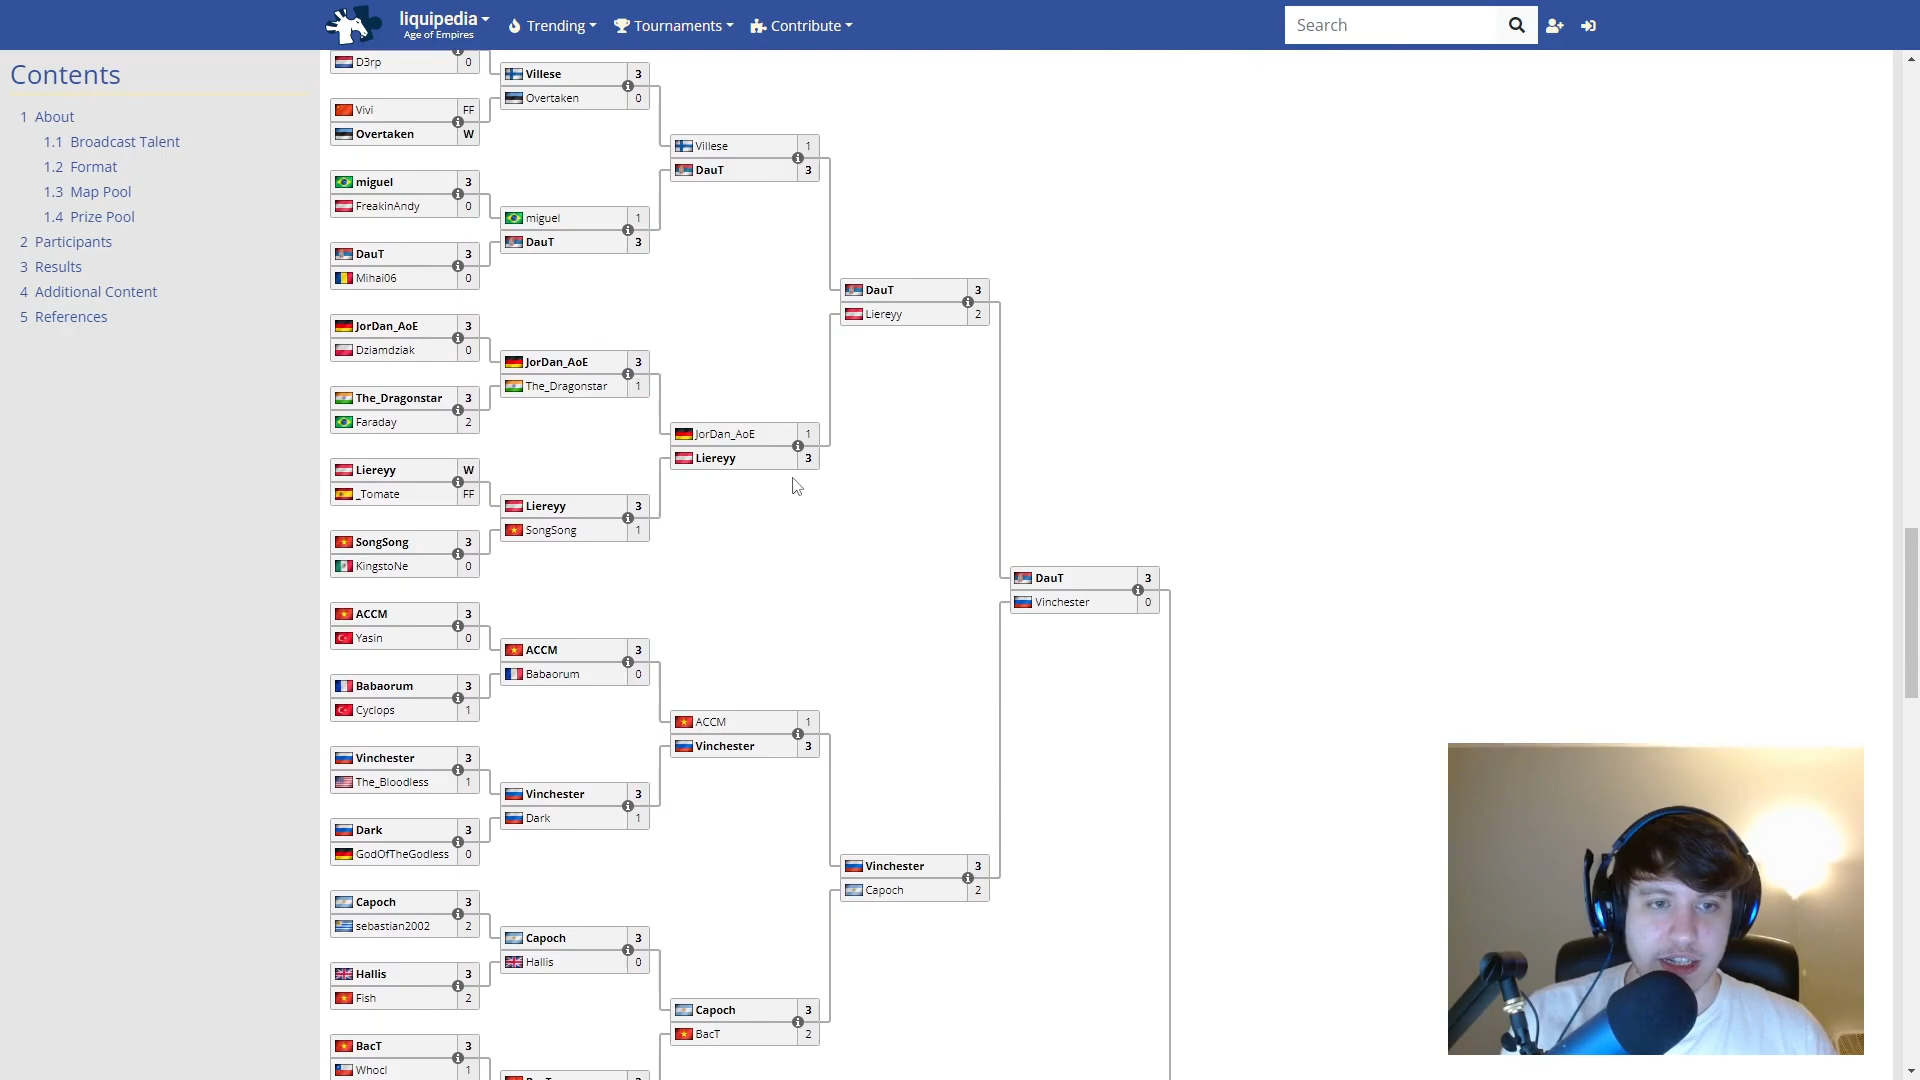 liquipedia
Age of Empires
Trending
Tournaments
Contribute
Search
Contents
1 About
1.1 Broadcast Talent
1.2 Format
1.3 Map Pool
1.4 Prize Pool
2 Participants
3 Results
4 Additional Content
5 References
D3rp 0
Vivi FF
Overtaken W
miguel 3
FreakinAndy 0
DauT 3
Mihai06 0
JorDan_AoE 3
Dziamdziak 0
The_Dragonstar 3
Faraday 2
Liereyy W
_Tomate FF
SongSong 3
KingstoNe 0
ACCM 3
Yasin 0
Babaorum 3
Cyclops 1
Vinchester 3
The_Bloodless 1
Dark 3
GodOfTheGodless 0
Capoch 3
sebastian2002 2
Hallis 3
Fish 2
BacT 3
Whocl 1
Villese 3
Overtaken 0
miguel 1
DauT 3
JorDan_AoE 3
The_Dragonstar 1
Liereyy 3
SongSong 1
ACCM 3
Babaorum 0
Vinchester 3
Dark 1
Capoch 3
Hallis 0
Villese 1
DauT 3
JorDan_AoE 1
Liereyy 3
ACCM 1
Vinchester 3
Capoch 3
BacT 2
DauT 3
Liereyy 2
Vinchester 3
Capoch 2
DauT 3
Vinchester 0